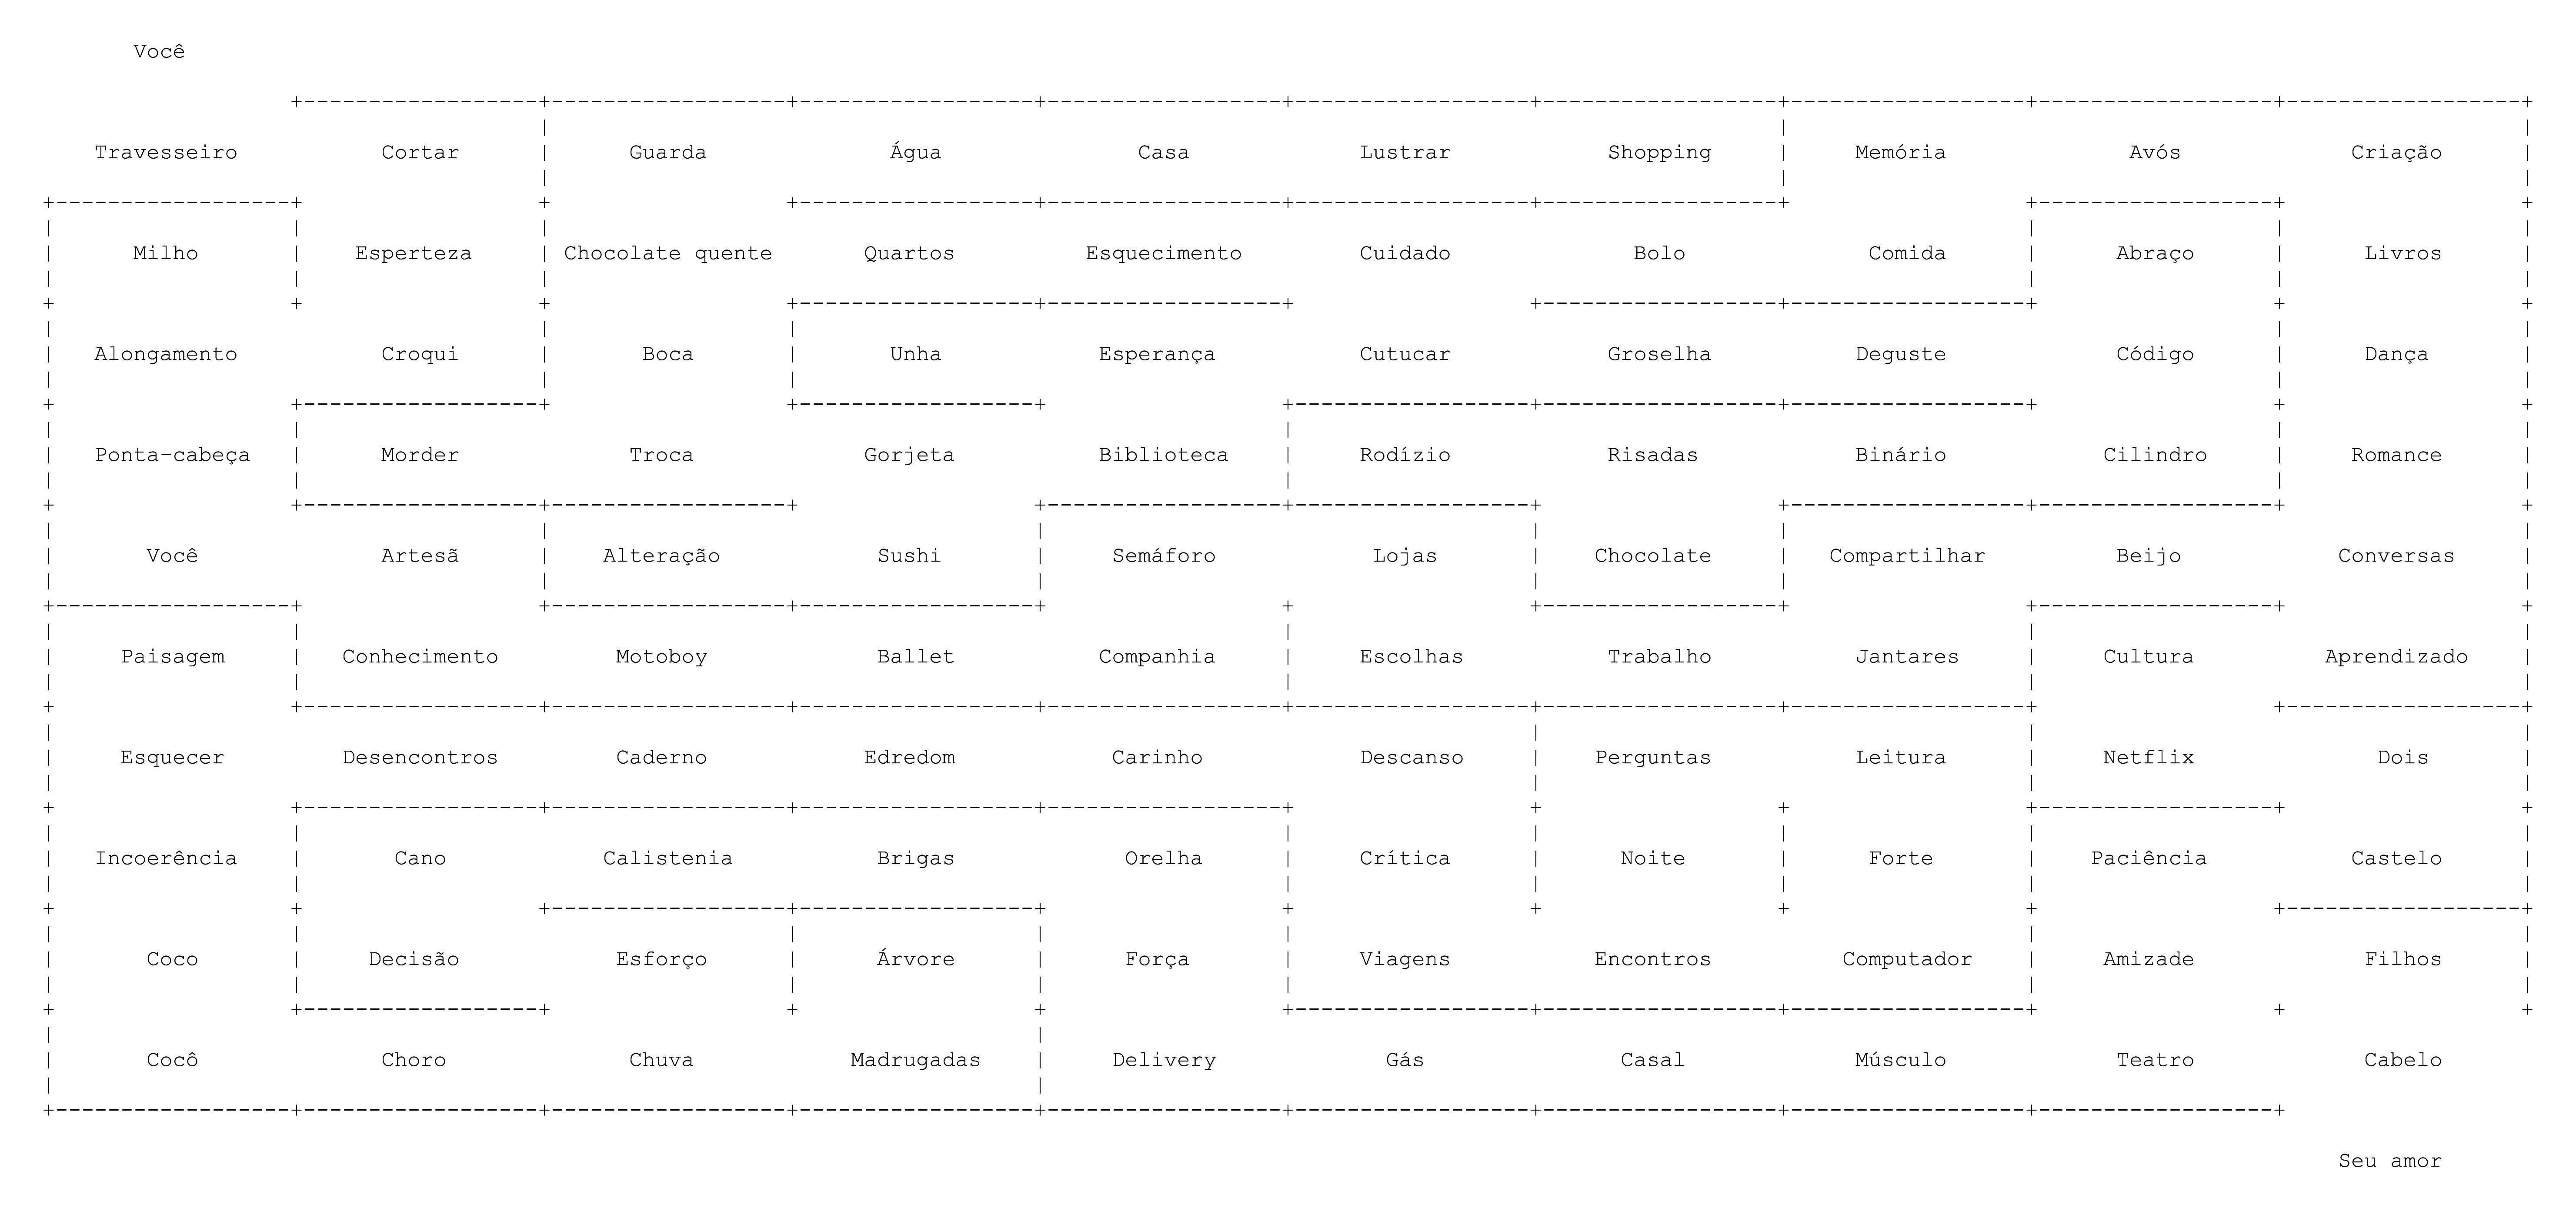 Você
Travesseiro Cortar Guarda Água Casa Lustrar Shopping Memória Avós Criação
Milho Esperteza Chocolate quente Quartos Esquecimento Cuidado Bolo Comida Abraço Livros
Alongamento Croqui Boca Unha Esperança Cutucar Groselha Deguste Código Dança
Ponta-cabeça Morder Troca Gorjeta Biblioteca Rodízio Risadas Binário Cilindro Romance
Você Artesã Alteração Sushi Semáforo Lojas Chocolate Compartilhar Beijo Conversas
Paisagem Conhecimento Motoboy Ballet Companhia Escolhas Trabalho Jantares Cultura Aprendizado
Esquecer Desencontros Caderno Edredom Carinho Descanso Perguntas Leitura Netflix Dois
Incoerência Cano Calistenia Brigas Orelha Crítica Noite Forte Paciência Castelo
Coco Decisão Esforço Árvore Força Viagens Encontros Computador Amizade Filhos
Cocô Choro Chuva Madrugadas Delivery Gás Casal Músculo Teatro Cabelo
Seu amor